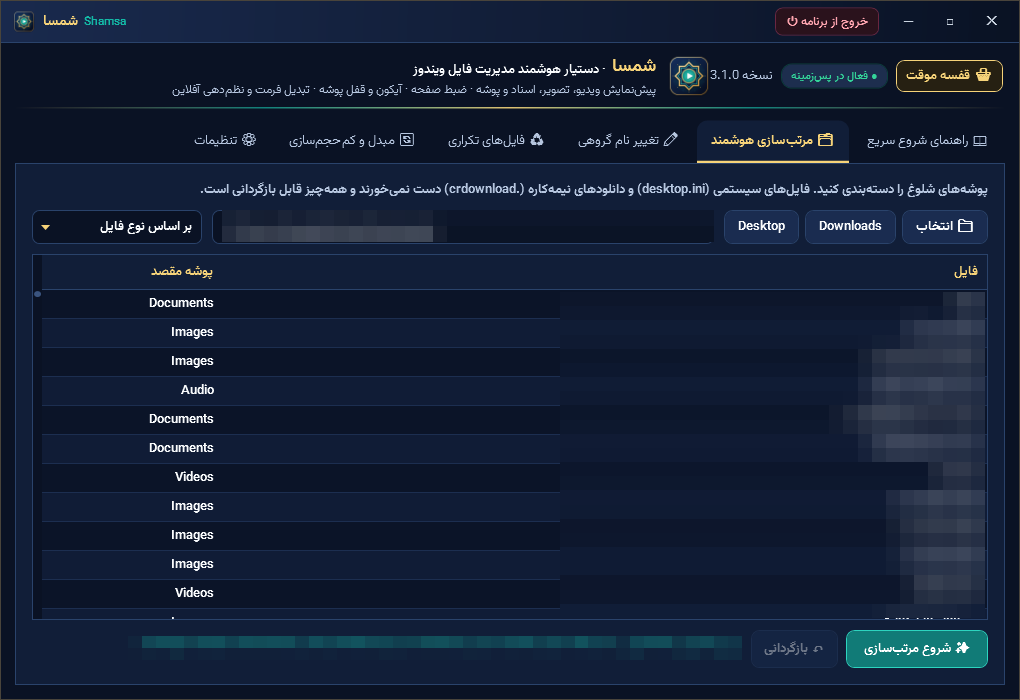 شمسا Shamsa
خروج از برنامه
شمسا · دستیار هوشمند مدیریت فایل ویندوز
پیش‌نمایش ویدیو، تصویر، اسناد و پوشه · ضبط صفحه · آیکون و قفل پوشه · تبدیل فرمت و نظم‌دهی آفلاین
نسخه 3.1.0
فعال در پس‌زمینه
قفسه موقت
راهنمای شروع سریع
مرتب‌سازی هوشمند
تغییر نام گروهی
فایل‌های تکراری
مبدل و کم‌حجم‌سازی
تنظیمات
پوشه‌های شلوغ را دسته‌بندی کنید. فایل‌های سیستمی (desktop.ini) و دانلودهای نیمه‌کاره (.crdownload) دست نمی‌خورند و همه‌چیز قابل بازگردانی است.
انتخاب
Downloads
Desktop
بر اساس نوع فایل
فایل
پوشه مقصد
Documents
Images
Images
Audio
Documents
Documents
Videos
Images
Images
Images
Videos
شروع مرتب‌سازی
بازگردانی